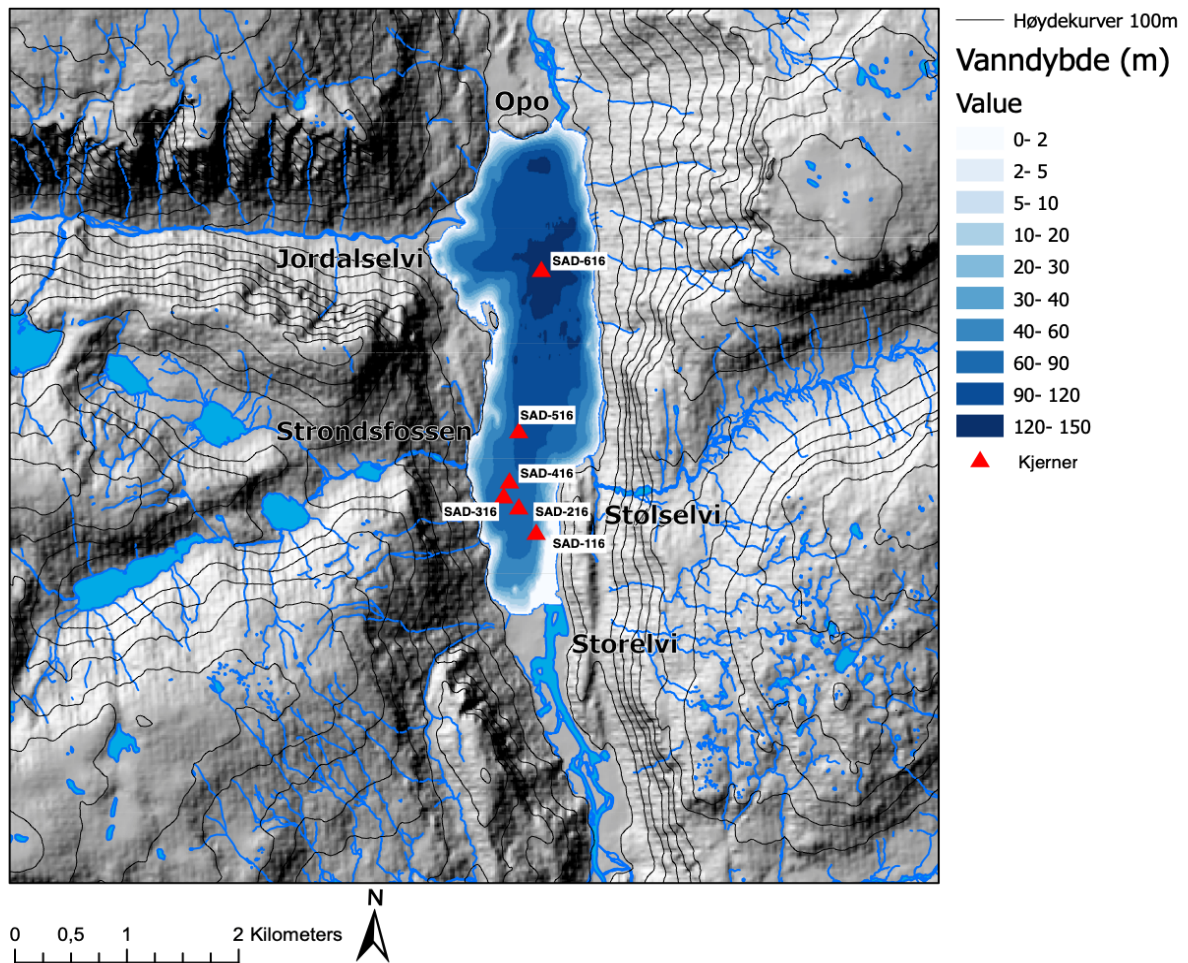 Høydekurver 100m
Vanndybde (m)
Value
0- 2
2- 5
5- 10
10- 20
20- 30
30- 40
40- 60
60- 90
90- 120
120- 150
Kjerner
Opo
Jordalselvi
SAD-616
SAD-516
Strondsfossen
SAD-416
SAD-316
SAD-216
Stølselvi
SAD-116
Storelvi
N
0 0,5 1 2 Kilometers